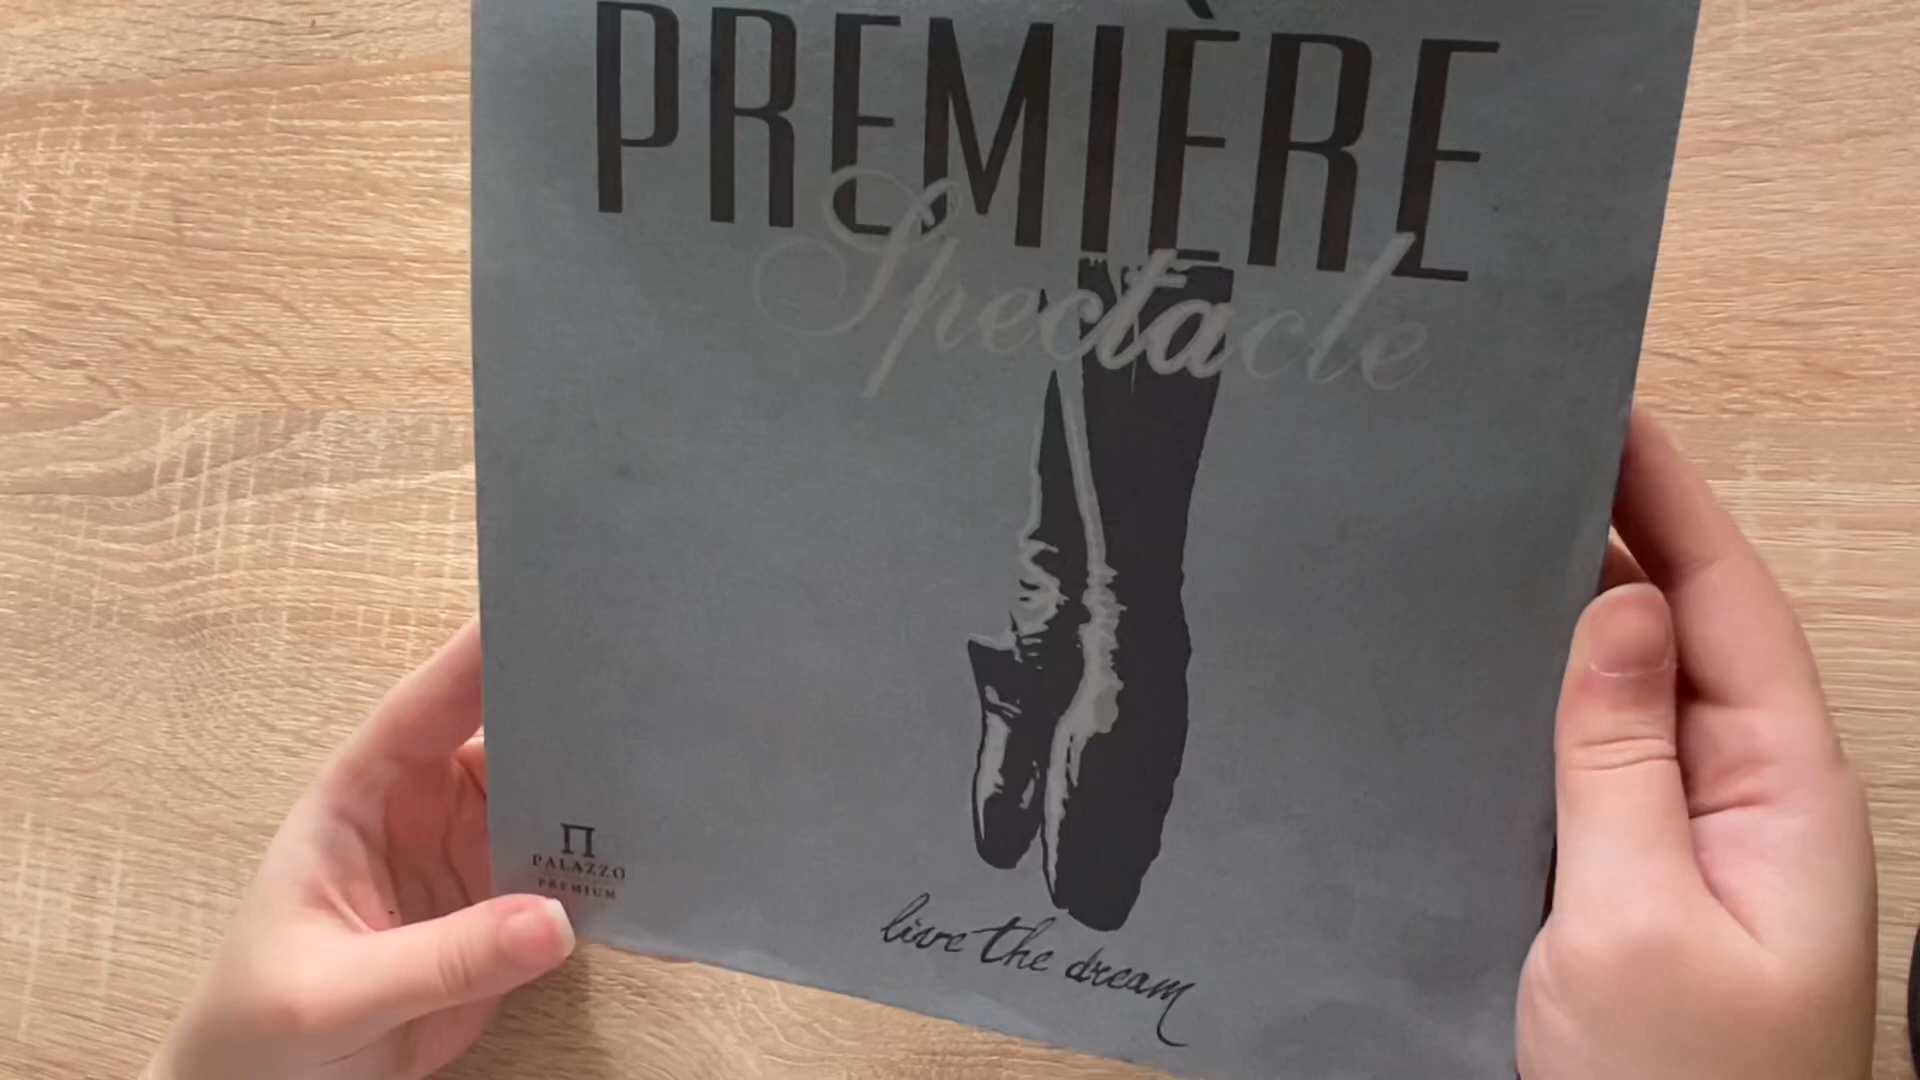 PREMIÈRE
Spectacle
П
PALAZZO
PREMIUM
live the dream